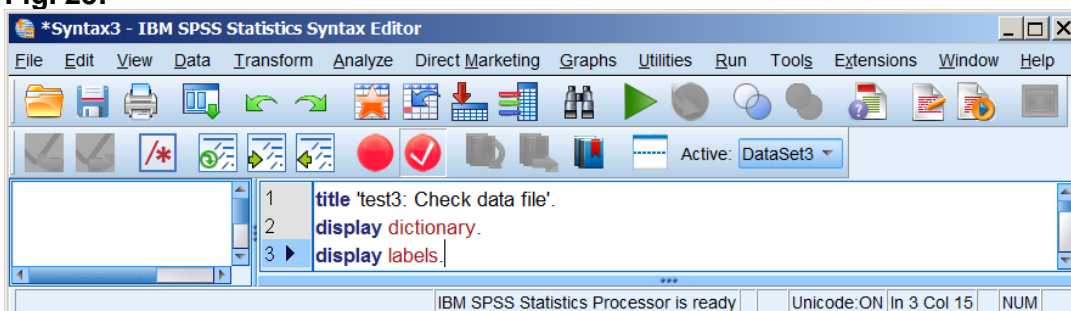 *Syntax3 - IBM SPSS Statistics Syntax Editor
File Edit View Data Transform Analyze Direct Marketing Graphs Utilities Run Tools Extensions Window Help
Active: DataSet3
1 title 'test3: Check data file'.
2 display dictionary.
3 display labels.
IBM SPSS Statistics Processor is ready Unicode:ON In 3 Col 15 NUM